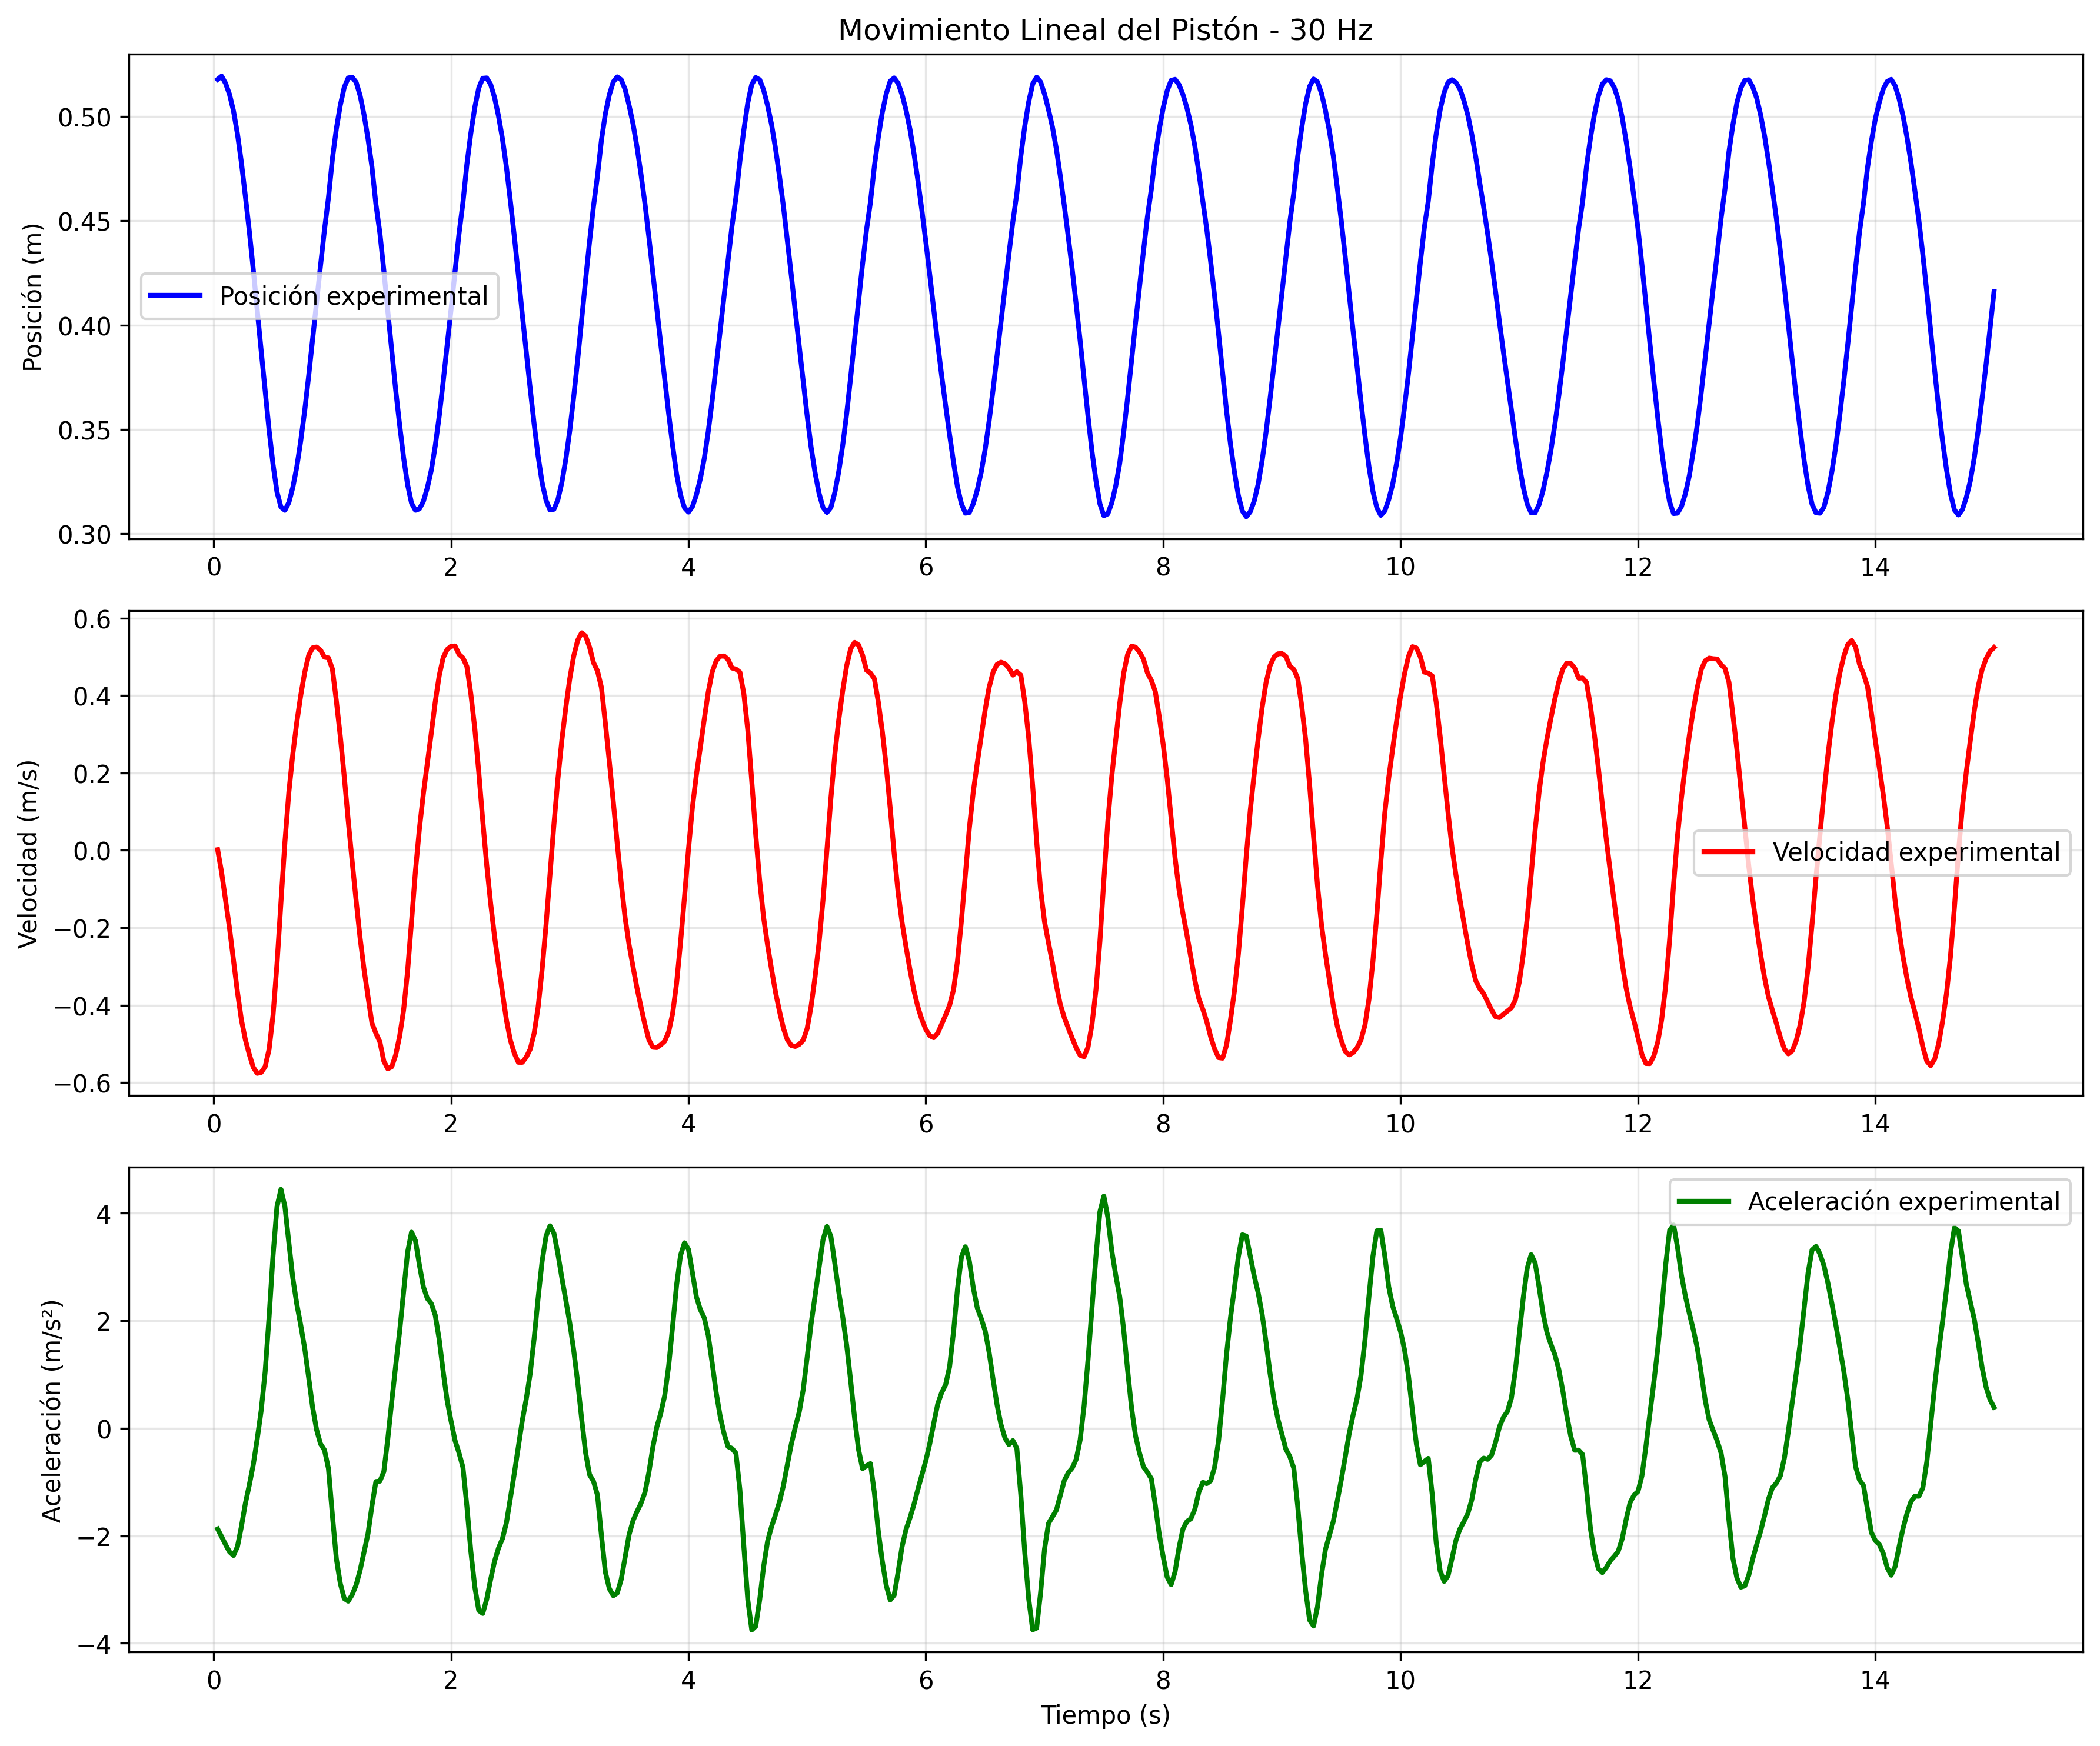 Movimiento Lineal del Pistón - 30 Hz
Posición (m)
0.50
0.45
0.40
0.35
0.30
Posición experimental
0 2 4 6 8 10 12 14
Velocidad (m/s)
0.6
0.4
0.2
0.0
−0.2
−0.4
−0.6
Velocidad experimental
0 2 4 6 8 10 12 14
Aceleración (m/s²)
4
2
0
−2
−4
Aceleración experimental
0 2 4 6 8 10 12 14
Tiempo (s)